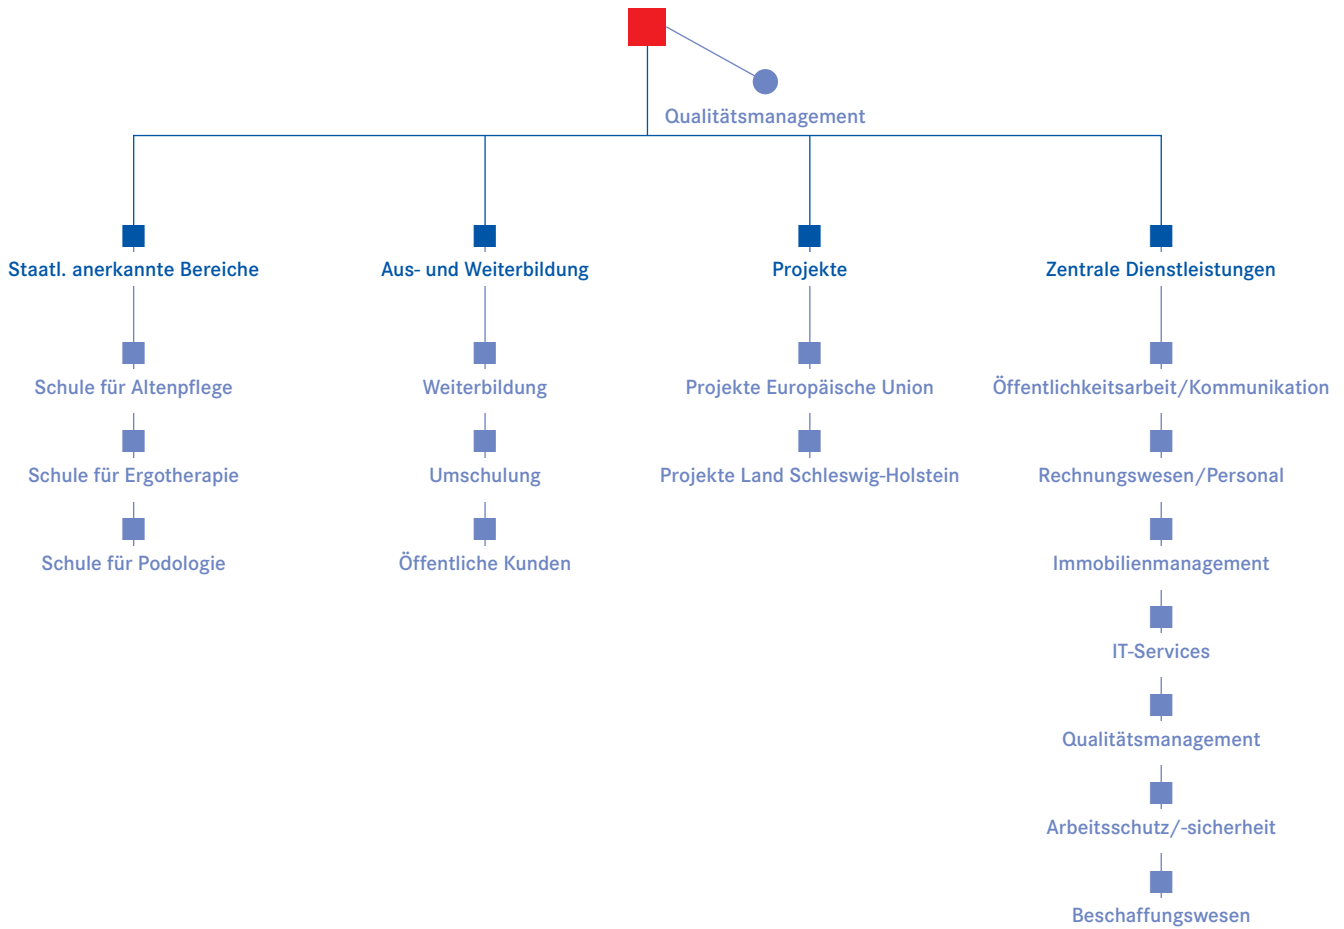 Qualitätsmanagement
Staatl. anerkannte Bereiche
Aus- und Weiterbildung
Projekte
Zentrale Dienstleistungen
Schule für Altenpflege
Weiterbildung
Projekte Europäische Union
Öffentlichkeitsarbeit/Kommunikation
Schule für Ergotherapie
Umschulung
Projekte Land Schleswig-Holstein
Rechnungswesen/Personal
Schule für Podologie
Öffentliche Kunden
Immobilienmanagement
IT-Services
Qualitätsmanagement
Arbeitsschutz/-sicherheit
Beschaffungswesen